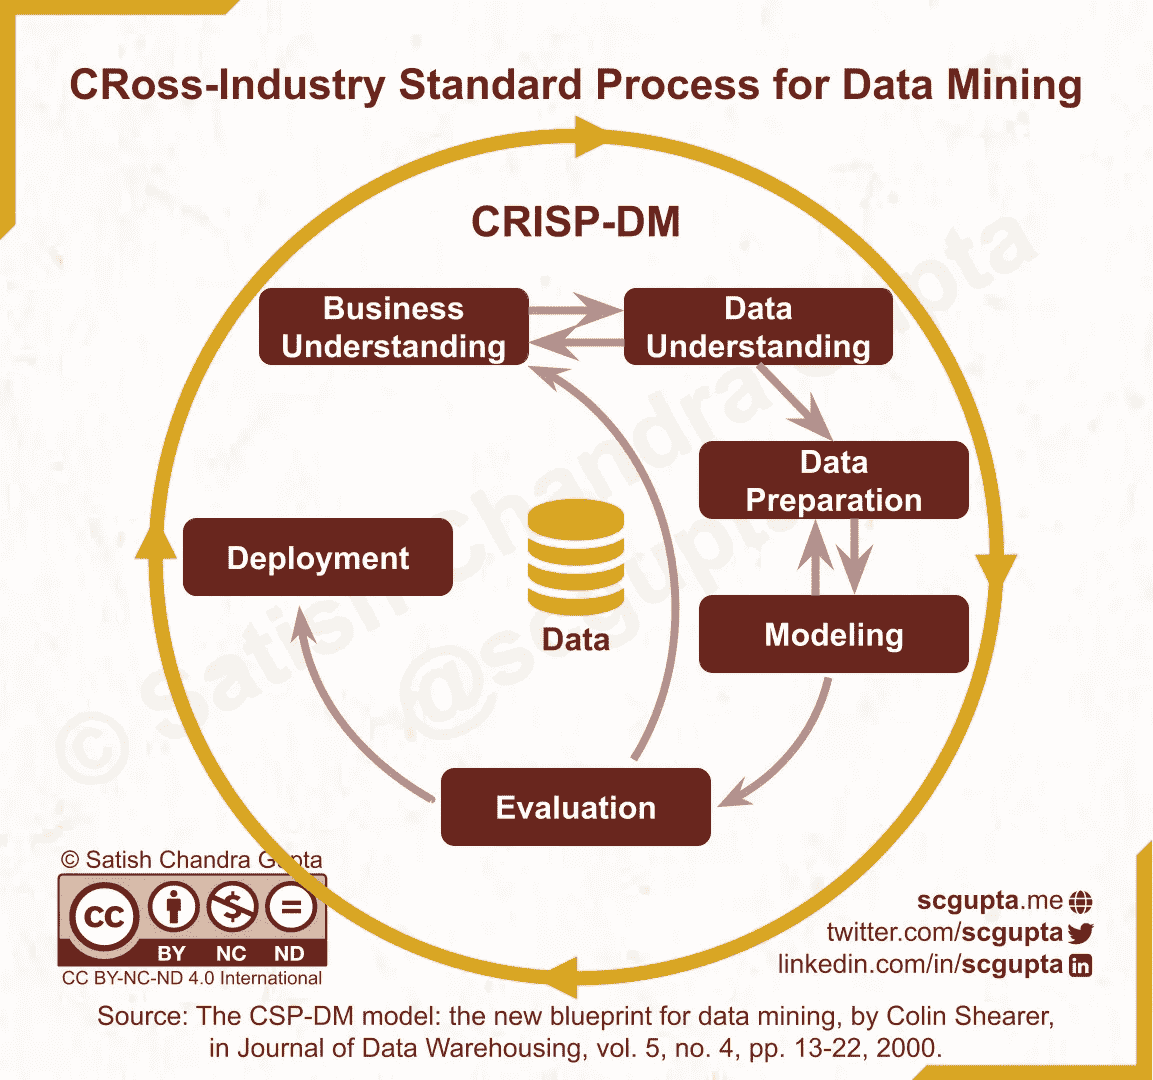 CRoss-Industry Standard Process for Data Mining
CRISP-DM
Business
Understanding
Data
Understanding
Data
Preparation
Deployment
Data
Modeling
Evaluation
© Satish Chandra Gupta
@scgupta
© Satish Chandra Gupta
cc
BY NC ND
CC BY-NC-ND 4.0 International
scgupta.me
twitter.com/scgupta
linkedin.com/in/scgupta
in
Source: The CSP-DM model: the new blueprint for data mining, by Colin Shearer,
in Journal of Data Warehousing, vol. 5, no. 4, pp. 13-22, 2000.